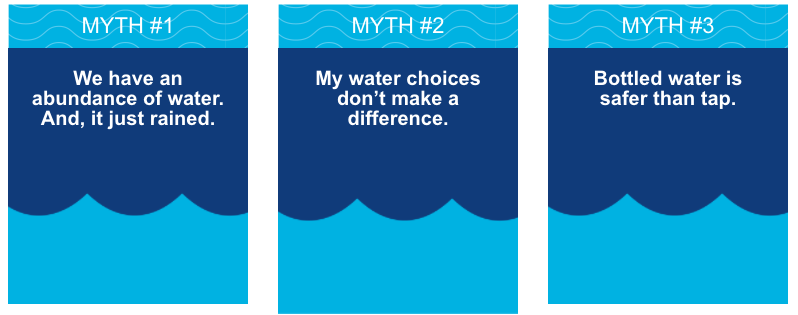 MYTH #1
We have an
abundance of water.
And, it just rained.
MYTH #2
My water choices
don’t make a
difference.
MYTH #3
Bottled water is
safer than tap.